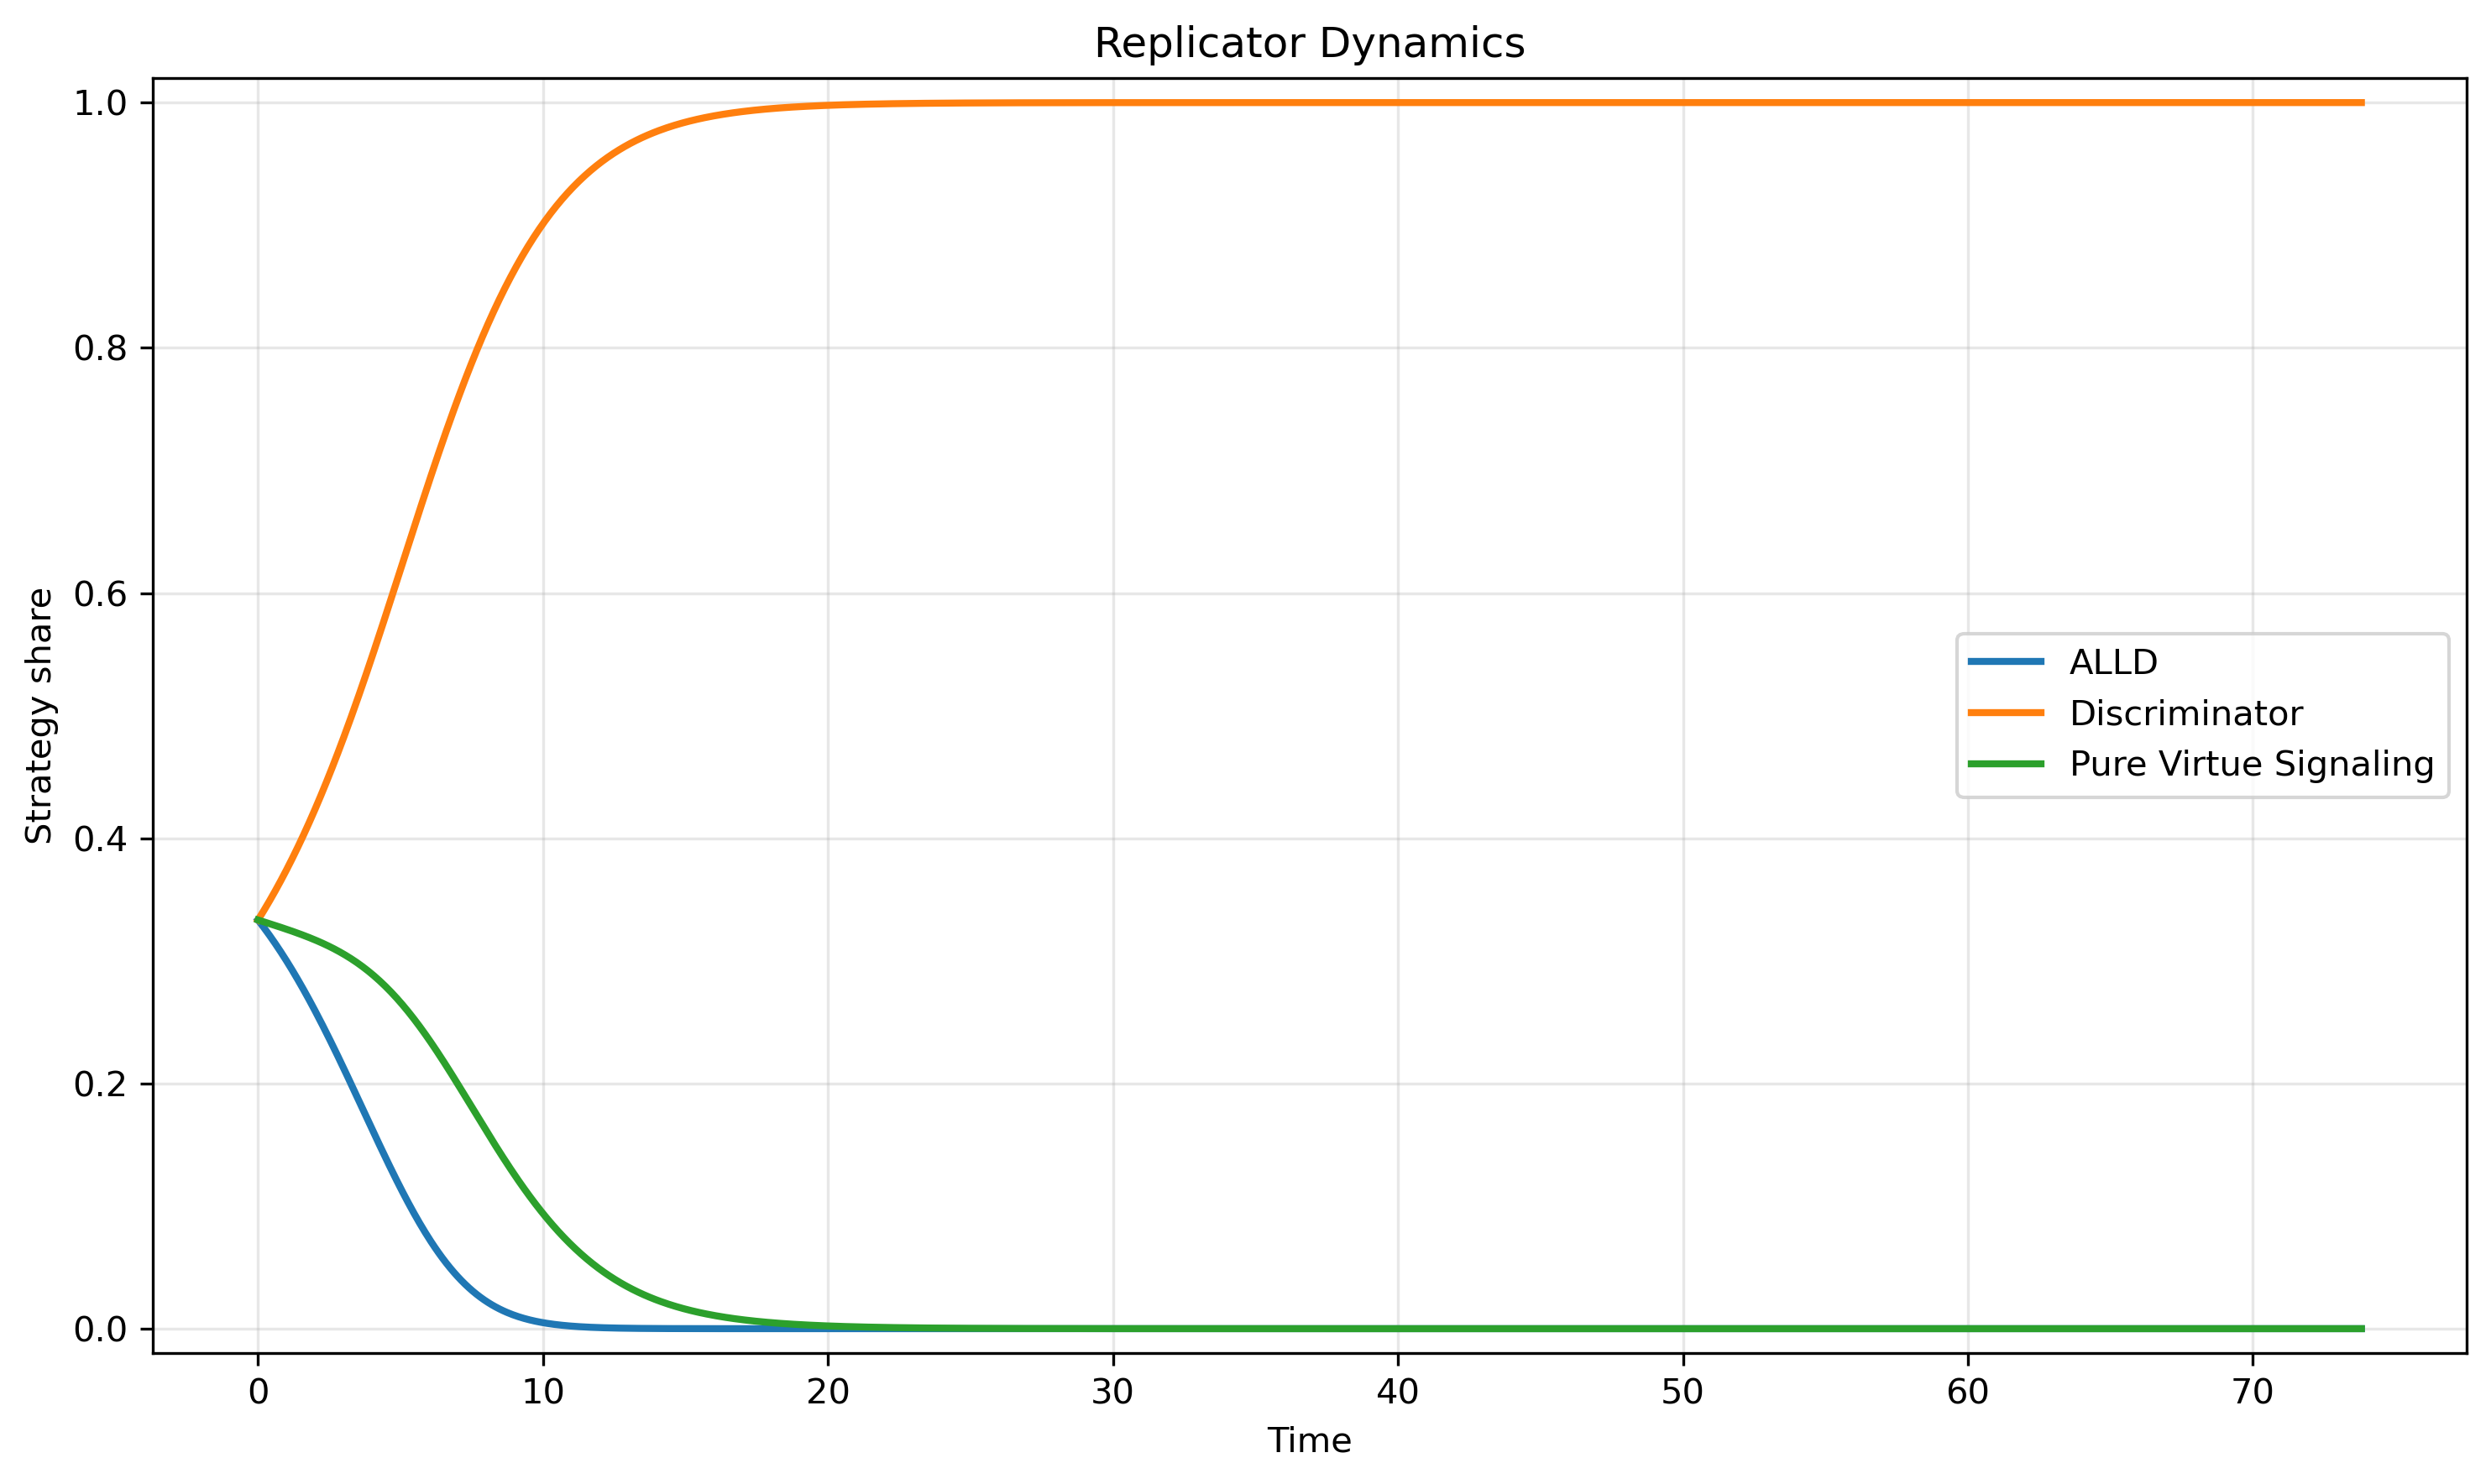 Replicator Dynamics
1.0
0.8
0.6
0.4
0.2
0.0
Strategy share
ALLD
Discriminator
Pure Virtue Signaling
0 10 20 30 40 50 60 70
Time